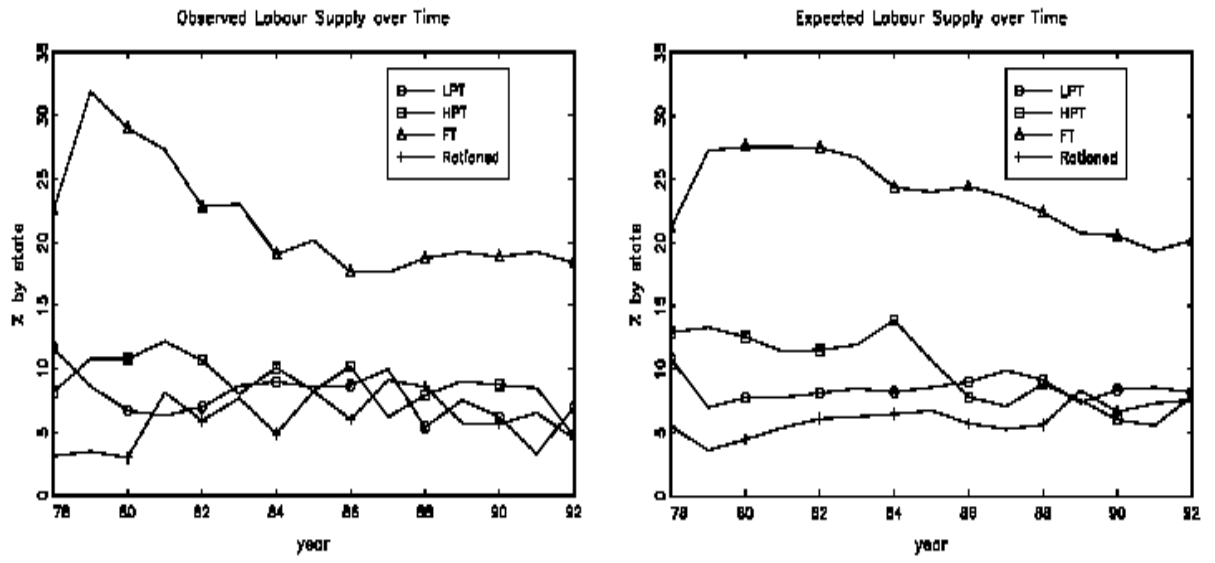 Observed Labour Supply over Time
35
30
25
20
15
10
5
0
% by state
LPT
HPT
FT
Rationed
78 80 82 84 86 88 90 92
year
Expected Labour Supply over Time
35
30
25
20
15
10
5
0
% by state
LPT
HPT
FT
Rationed
78 80 82 84 86 88 90 92
year